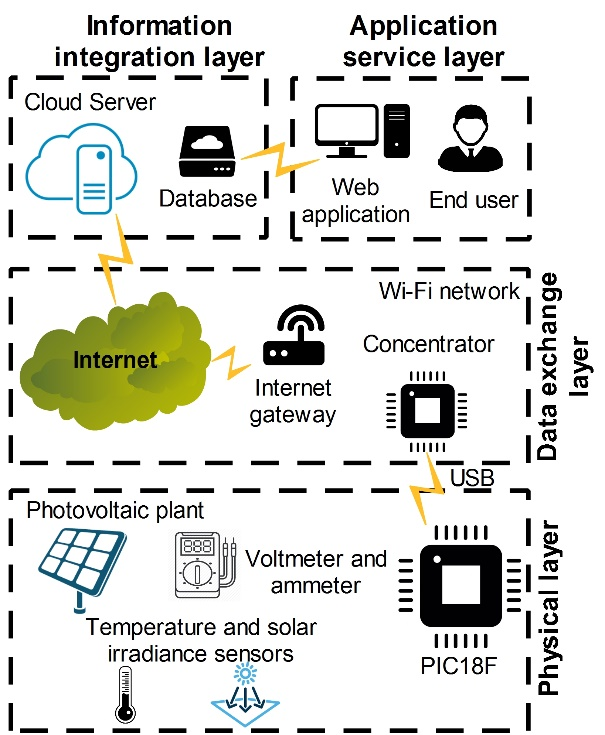 Information
integration layer
Application
service layer
Cloud Server
Database
Web
application
End user
Wi-Fi network
Internet
Internet
gateway
Concentrator
Data exchange
layer
USB
Photovoltaic plant
Voltmeter and
ammeter
Temperature and solar
irradiance sensors
PIC18F
Physical layer